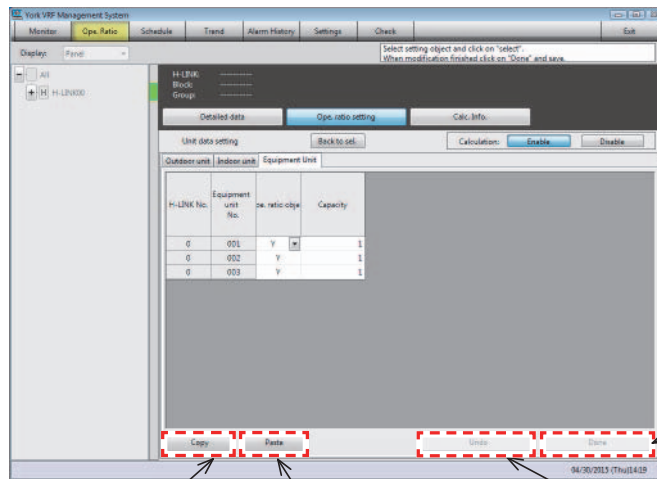 York VRF Management System
Monitor Ope. Ratio Schedule Trend Alarm History Settings Check Exit
Display: Panel
Select setting object and click on "select".
When modification finished click on "Done" and save.
All
H H-LINK00
H-LINK: ----------
Block: ----------
Group: ----------
Detailed data Ope. ratio setting Calc. Info.
Unit data setting Back to sel. Calculation: Enable Disable
Outdoor unit Indoor unit Equipment Unit
H-LINK No. Equipment unit No. pe. ratio obje Capacity
0 001 Y 1
0 002 Y 1
0 003 Y 1
Copy Paste Undo Done
04/30/2015 (Thu)14:19